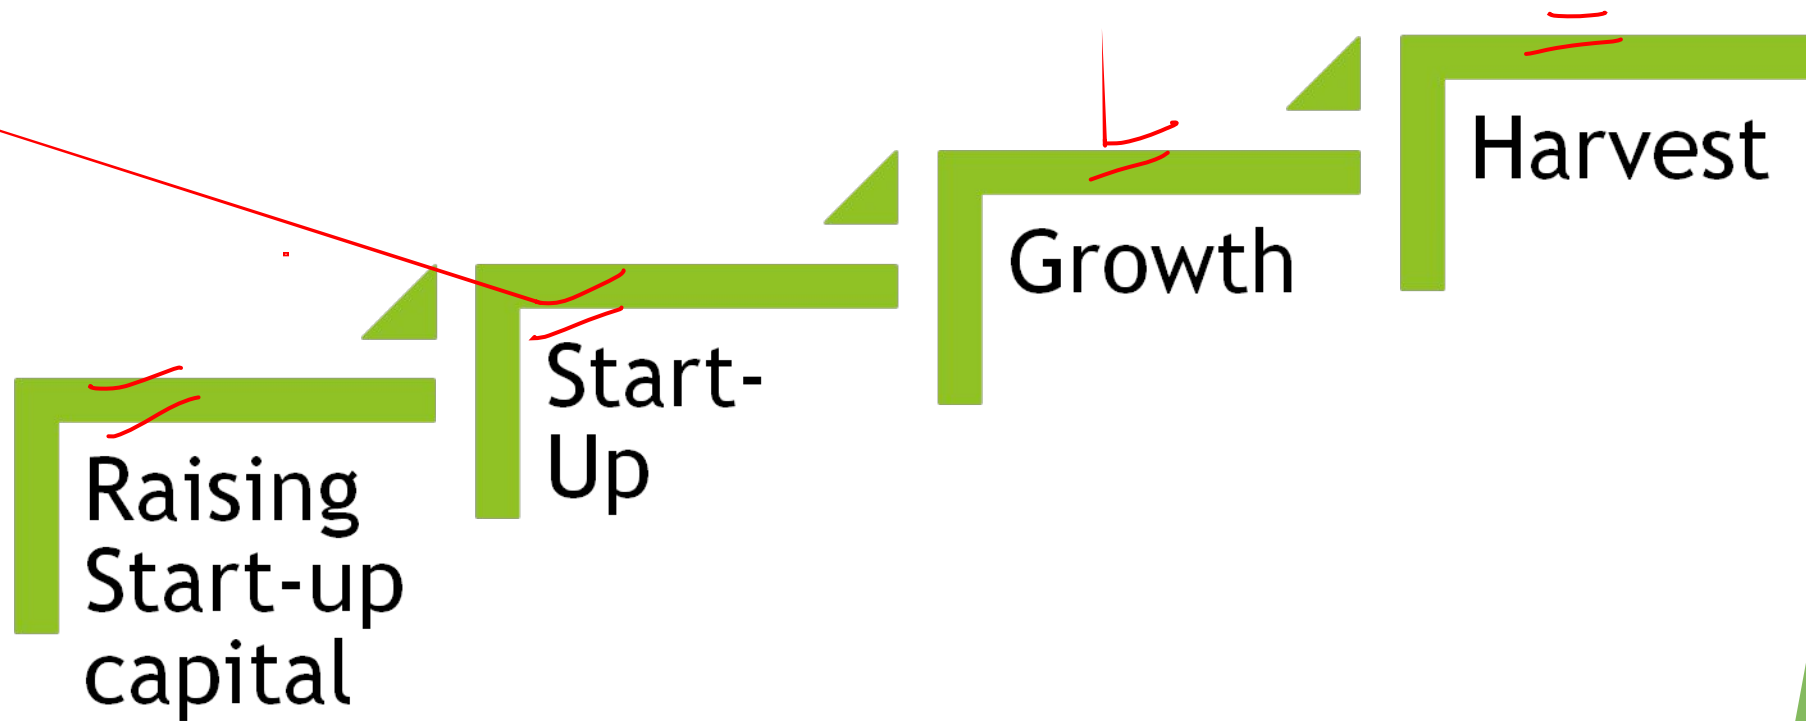 Raising
Start-up
capital
Start-
Up
Growth
Harvest